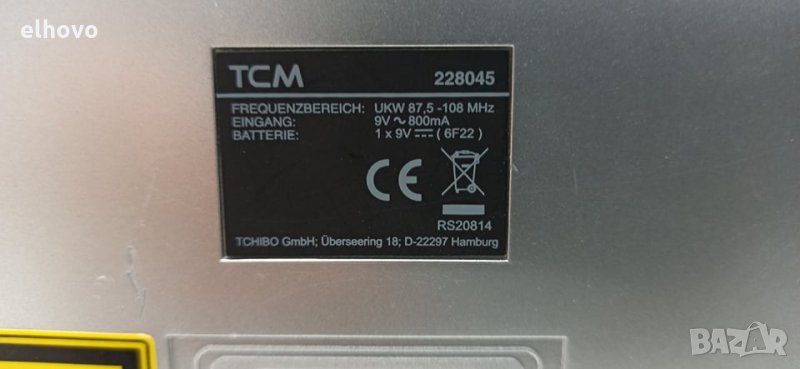 elhovo
TCM 228045
FREQUENZBEREICH: UKW 87,5 -108 MHz
EINGANG: 9V ~ 800mA
BATTERIE: 1 x 9V ⎓ ( 6F22 )
CE
RS20814
TCHIBO GmbH; Überseering 18; D-22297 Hamburg
BAZAR